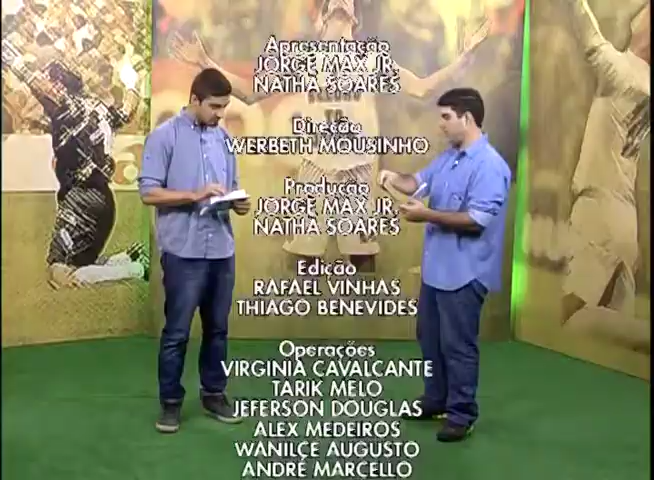 Apresentação
JORGE MAX JR.
NATHA SOARES
Direção
WERBETH MOUSINHO
Produção
JORGE MAX JR.
NATHA SOARES
Edição
RAFAEL VINHAS
THIAGO BENEVIDES
Operações
VIRGINIA CAVALCANTE
TARIK MELO
JEFERSON DOUGLAS
ALEX MEDEIROS
WANILCE AUGUSTO
ANDRÉ MARCELLO